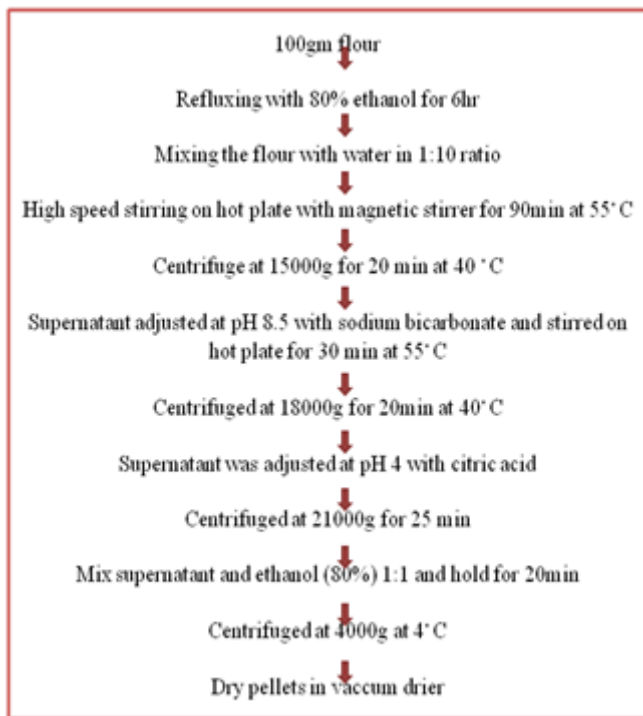 100gm flour
Refluxing with 80% ethanol for 6hr
Mixing the flour with water in 1:10 ratio
High speed stirring on hot plate with magnetic stirrer for 90min at 55˚C
Centrifuge at 15000g for 20 min at 40 ˚C
Supernatant adjusted at pH 8.5 with sodium bicarbonate and stirred on
hot plate for 30 min at 55˚C
Centrifuged at 18000g for 20min at 40˚C
Supernatant was adjusted at pH 4 with citric acid
Centrifuged at 21000g for 25 min
Mix supernatant and ethanol (80%) 1:1 and hold for 20min
Centrifuged at 4000g at 4˚C
Dry pellets in vaccum drier